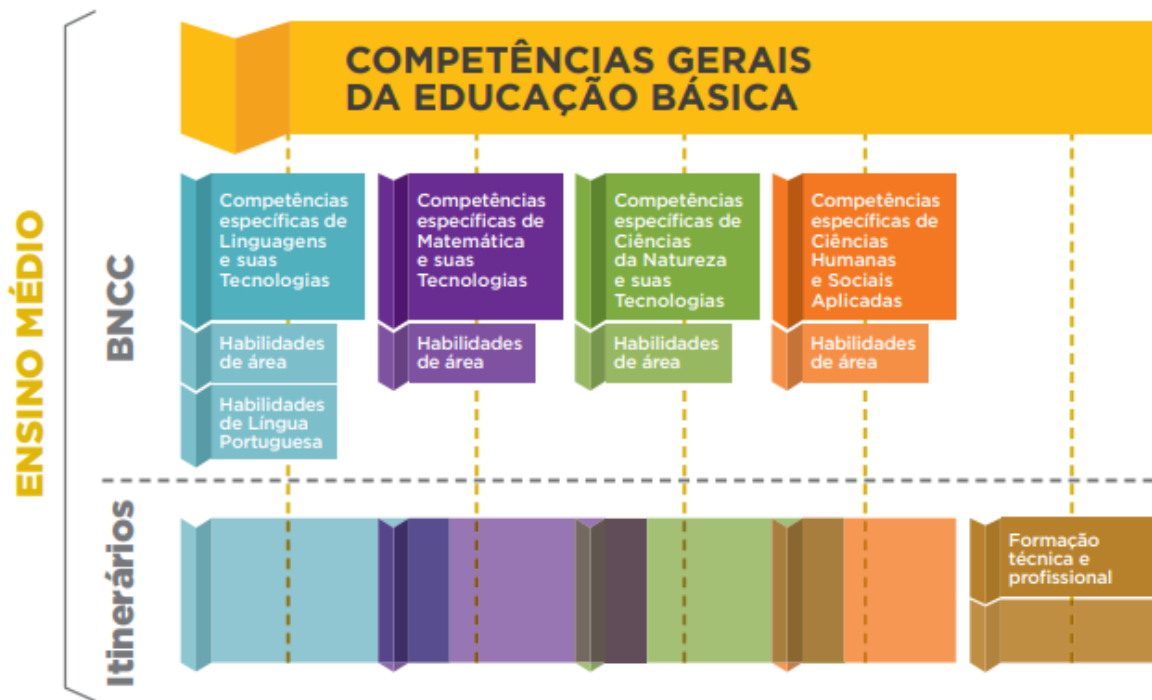 ENSINO MÉDIO
BNCC
COMPETÊNCIAS GERAIS
DA EDUCAÇÃO BÁSICA
Competências
específicas de
Linguagens
e suas
Tecnologias
Habilidades
de área
Habilidades
de Língua
Portuguesa
Competências
específicas de
Matemática
e suas
Tecnologias
Habilidades
de área
Competências
específicas de
Ciências
da Natureza
e suas
Tecnologias
Habilidades
de área
Competências
específicas de
Ciências
Humanas
e Sociais
Aplicadas
Habilidades
de área
Itinerários
Formação
técnica e
profissional